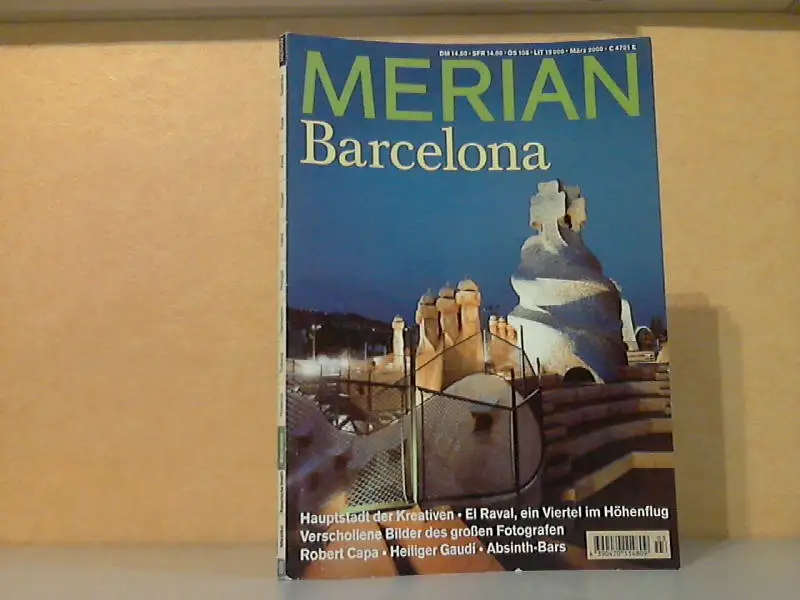 DM 14,80 · SFR 14.80 · ÖS 108 · LIT 19 000 · März 2000 · C 4701 E
MERIAN
Barcelona
Hauptstadt der Kreativen · El Raval, ein Viertel im Höhenflug
Verschollene Bilder des großen Fotografen
Robert Capa · Heiliger Gaudí · Absinth-Bars